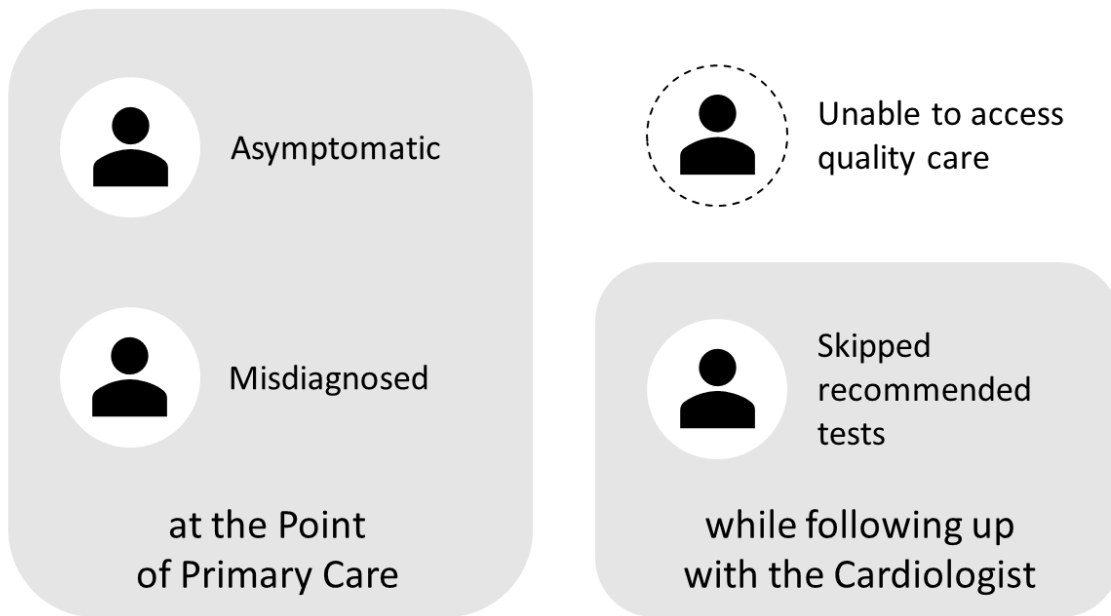 Asymptomatic
Misdiagnosed
at the Point
of Primary Care
Unable to access
quality care
Skipped
recommended
tests
while following up
with the Cardiologist